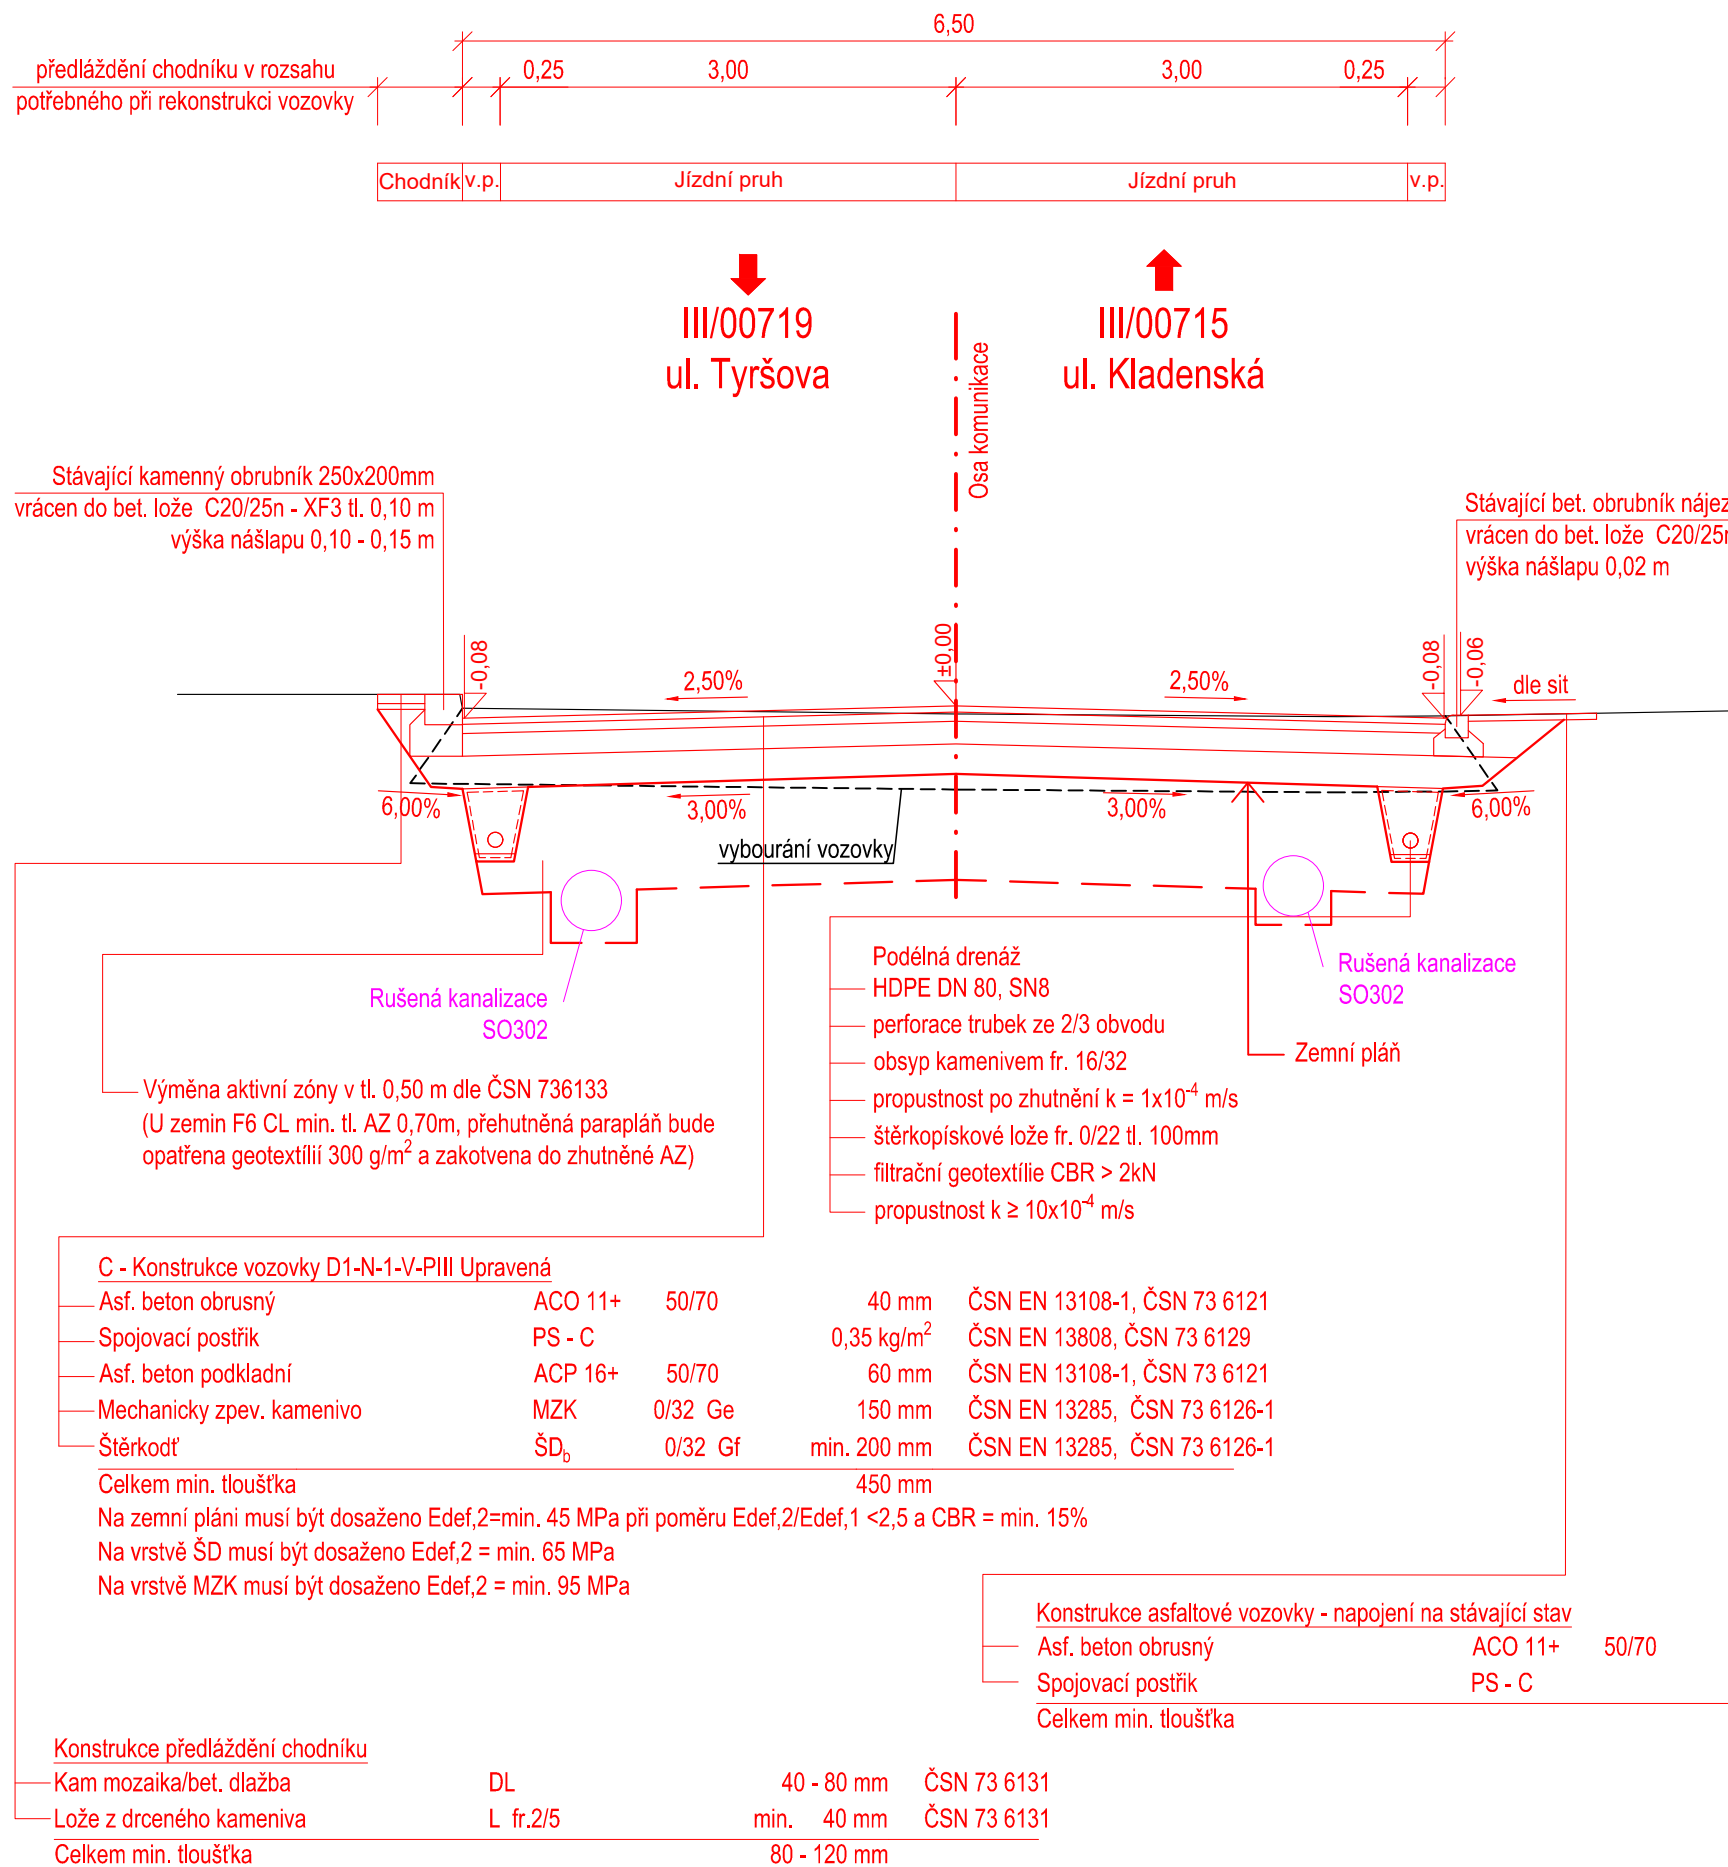 6,50
předláždění chodníku v rozsahu
potřebného při rekonstrukci vozovky
0,25 3,00 3,00 0,25
Chodník v.p. Jízdní pruh Jízdní pruh v.p.
III/00719
ul. Tyršova
III/00715
ul. Kladenská
Osa komunikace
Stávající kamenný obrubník 250x200mm
vrácen do bet. lože C20/25n - XF3 tl. 0,10 m
výška nášlapu 0,10 - 0,15 m
Stávající bet. obrubník nájez
vrácen do bet. lože C20/25n
výška nášlapu 0,02 m
-0,08 2,50% ±0,00 2,50% -0,08 -0,06 dle sit
6,00% 3,00% 3,00% 6,00%
vybourání vozovky
Rušená kanalizace
SO302
Rušená kanalizace
SO302
Podélná drenáž
HDPE DN 80, SN8
perforace trubek ze 2/3 obvodu
obsyp kamenivem fr. 16/32
propustnost po zhutnění k = 1x10⁻⁴ m/s
štěrkopískové lože fr. 0/22 tl. 100mm
filtrační geotextílie CBR > 2kN
propustnost k ≥ 10x10⁻⁴ m/s
Zemní pláň
Výměna aktivní zóny v tl. 0,50 m dle ČSN 736133
(U zemin F6 CL min. tl. AZ 0,70m, přehutněná parapláň bude
opatřena geotextílií 300 g/m² a zakotvena do zhutněné AZ)
C - Konstrukce vozovky D1-N-1-V-PIII Upravená
Asf. beton obrusný ACO 11+ 50/70 40 mm ČSN EN 13108-1, ČSN 73 6121
Spojovací postřik PS - C 0,35 kg/m² ČSN EN 13808, ČSN 73 6129
Asf. beton podkladní ACP 16+ 50/70 60 mm ČSN EN 13108-1, ČSN 73 6121
Mechanicky zpev. kamenivo MZK 0/32 Ge 150 mm ČSN EN 13285, ČSN 73 6126-1
Štěrkodť ŠDb 0/32 Gf min. 200 mm ČSN EN 13285, ČSN 73 6126-1
Celkem min. tloušťka 450 mm
Na zemní pláni musí být dosaženo Edef,2=min. 45 MPa při poměru Edef,2/Edef,1 <2,5 a CBR = min. 15%
Na vrstvě ŠD musí být dosaženo Edef,2 = min. 65 MPa
Na vrstvě MZK musí být dosaženo Edef,2 = min. 95 MPa
Konstrukce asfaltové vozovky - napojení na stávající stav
Asf. beton obrusný ACO 11+ 50/70
Spojovací postřik PS - C
Celkem min. tloušťka
Konstrukce předláždění chodníku
Kam mozaika/bet. dlažba DL 40 - 80 mm ČSN 73 6131
Lože z drceného kameniva L fr.2/5 min. 40 mm ČSN 73 6131
Celkem min. tloušťka 80 - 120 mm